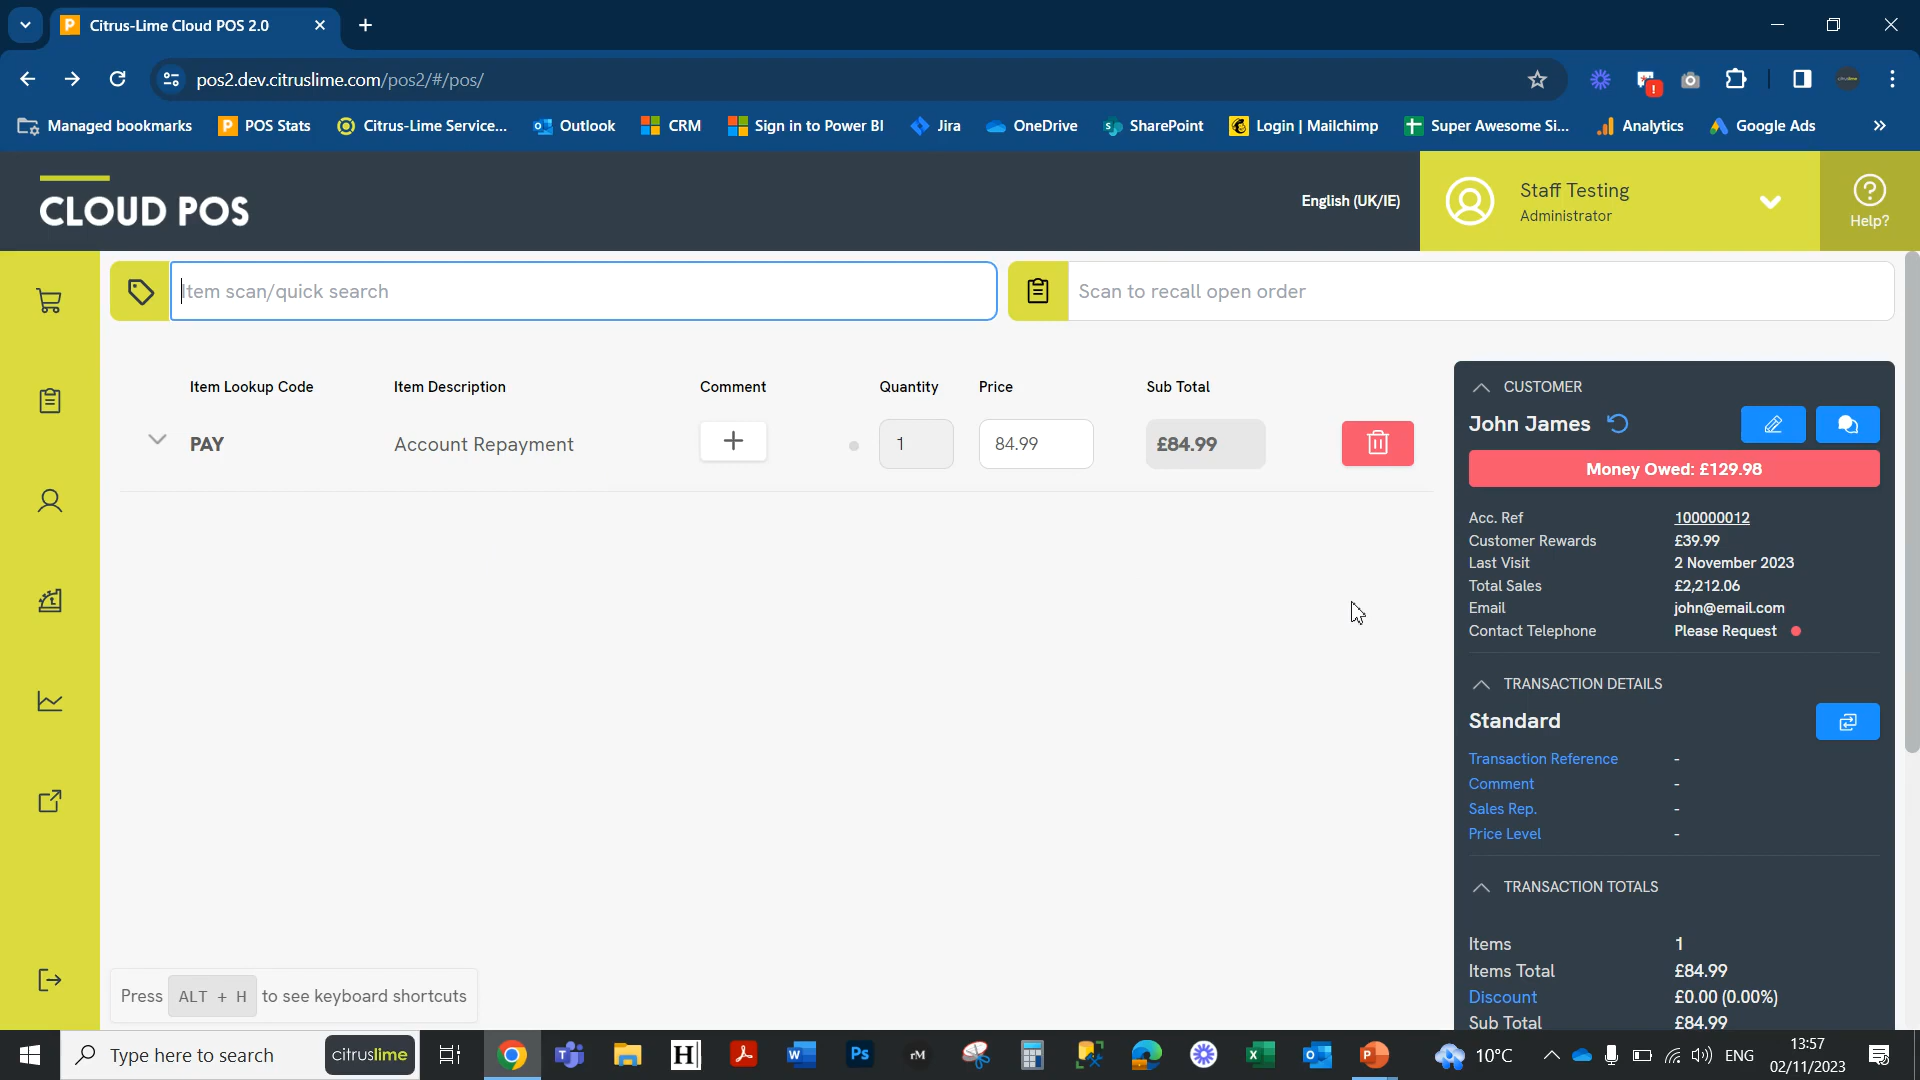 Citrus-Lime Cloud POS 2.0
pos2.dev.citruslime.com/pos2/#/pos/
Managed bookmarks
POS Stats
Citrus-Lime Service...
Outlook
CRM
Sign in to Power BI
Jira
OneDrive
SharePoint
Login | Mailchimp
Super Awesome Si...
Analytics
Google Ads
CLOUD POS
English (UK/IE)
Staff Testing
Administrator
Help?
Item scan/quick search
Scan to recall open order
Item Lookup Code
Item Description
Comment
Quantity
Price
Sub Total
PAY
Account Repayment
1
84.99
£84.99
CUSTOMER
John James
Money Owed: £129.98
Acc. Ref 100000012
Customer Rewards £39.99
Last Visit 2 November 2023
Total Sales £2,212.06
Email john@email.com
Contact Telephone Please Request
TRANSACTION DETAILS
Standard
Transaction Reference -
Comment -
Sales Rep. -
Price Level -
TRANSACTION TOTALS
Items 1
Items Total £84.99
Discount £0.00 (0.00%)
Sub Total £84.99
Press ALT + H to see keyboard shortcuts
Type here to search
citruslime
10°C
ENG
13:57
02/11/2023